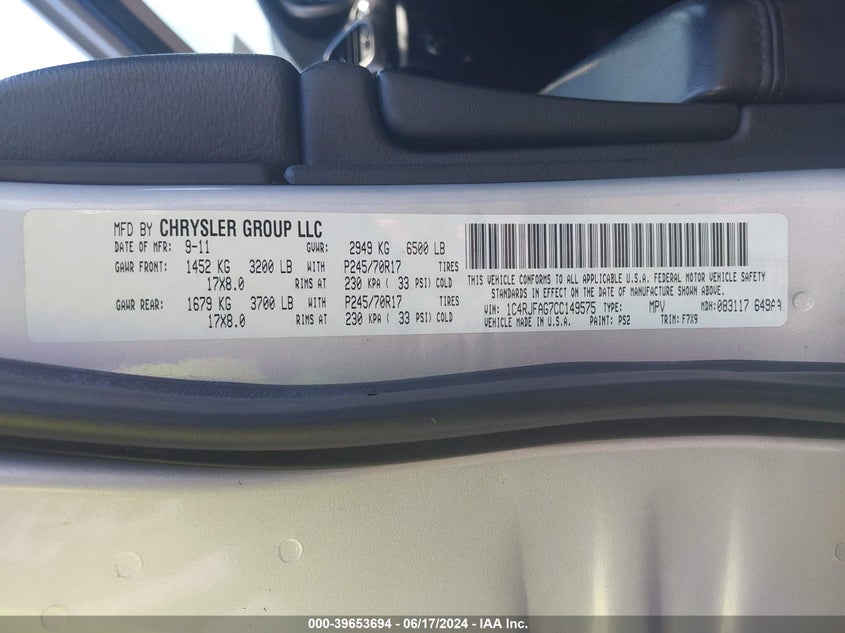 MFD BY CHRYSLER GROUP LLC
DATE OF MFR: 9-11 GVWR: 2949 KG 6500 LB
GAWR FRONT: 1452 KG 3200 LB WITH P245/70R17 TIRES
17X8.0 RIMS AT 230 KPA ( 33 PSI) COLD
GAWR REAR: 1679 KG 3700 LB WITH P245/70R17 TIRES
17X8.0 RIMS AT 230 KPA ( 33 PSI) COLD
THIS VEHICLE CONFORMS TO ALL APPLICABLE U.S.A. FEDERAL MOTOR VEHICLE SAFETY
STANDARDS IN EFFECT ON THE DATE OF MANUFACTURE SHOWN ABOVE.
VIN: 1C4RJFAG7CC149575 TYPE: MPV MDH: 083117 649AA
VEHICLE MADE IN U.S.A. PAINT: PS2 TRIM: F7X9
000-39653694 - 06/17/2024 - IAA Inc.